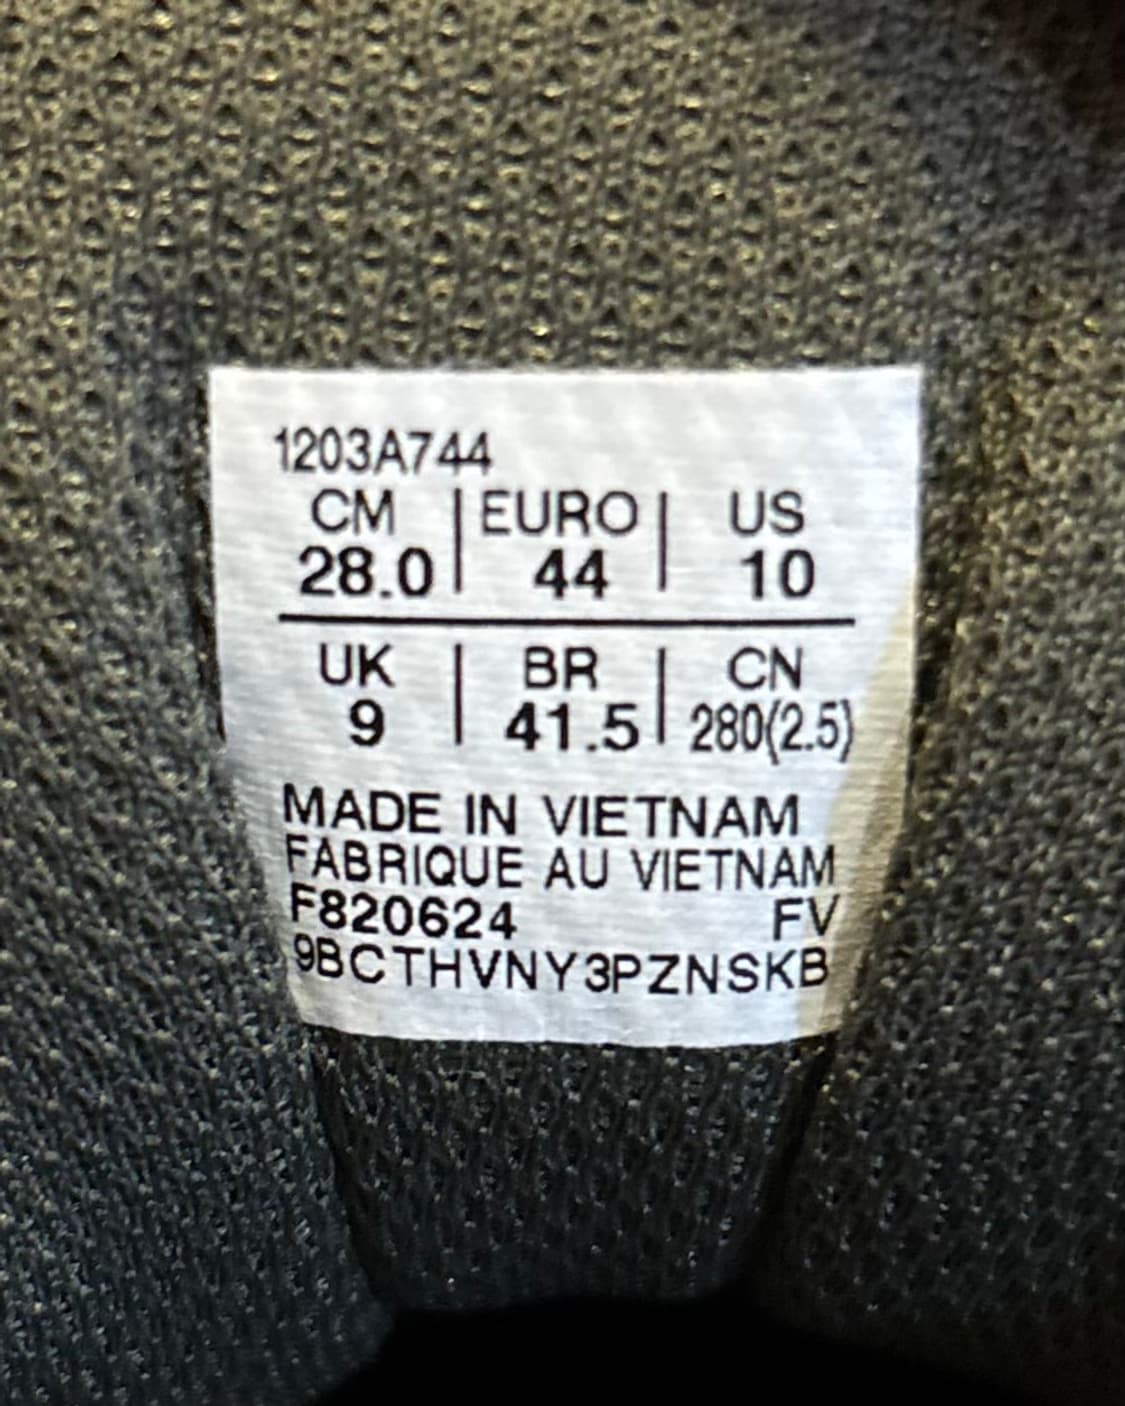 1203A744
CM | EURO | US
28.0 | 44 | 10
UK | BR | CN
9 | 41.5 | 280(2.5)
MADE IN VIETNAM
FABRIQUE AU VIETNAM
F820624 FV
9BCTHVNY3PZNSKB